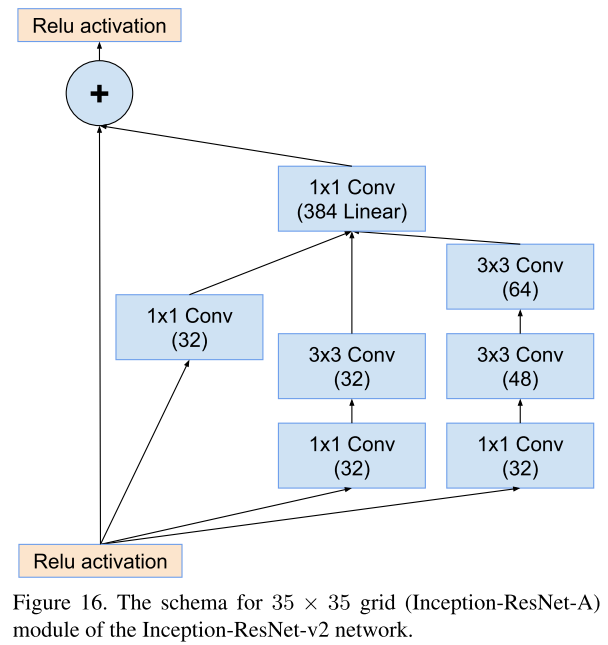 Relu activation
+
1x1 Conv
(384 Linear)
3x3 Conv
(64)
1x1 Conv
(32)
3x3 Conv
(32)
3x3 Conv
(48)
1x1 Conv
(32)
1x1 Conv
(32)
Relu activation
Figure 16. The schema for 35 × 35 grid (Inception-ResNet-A)
module of the Inception-ResNet-v2 network.